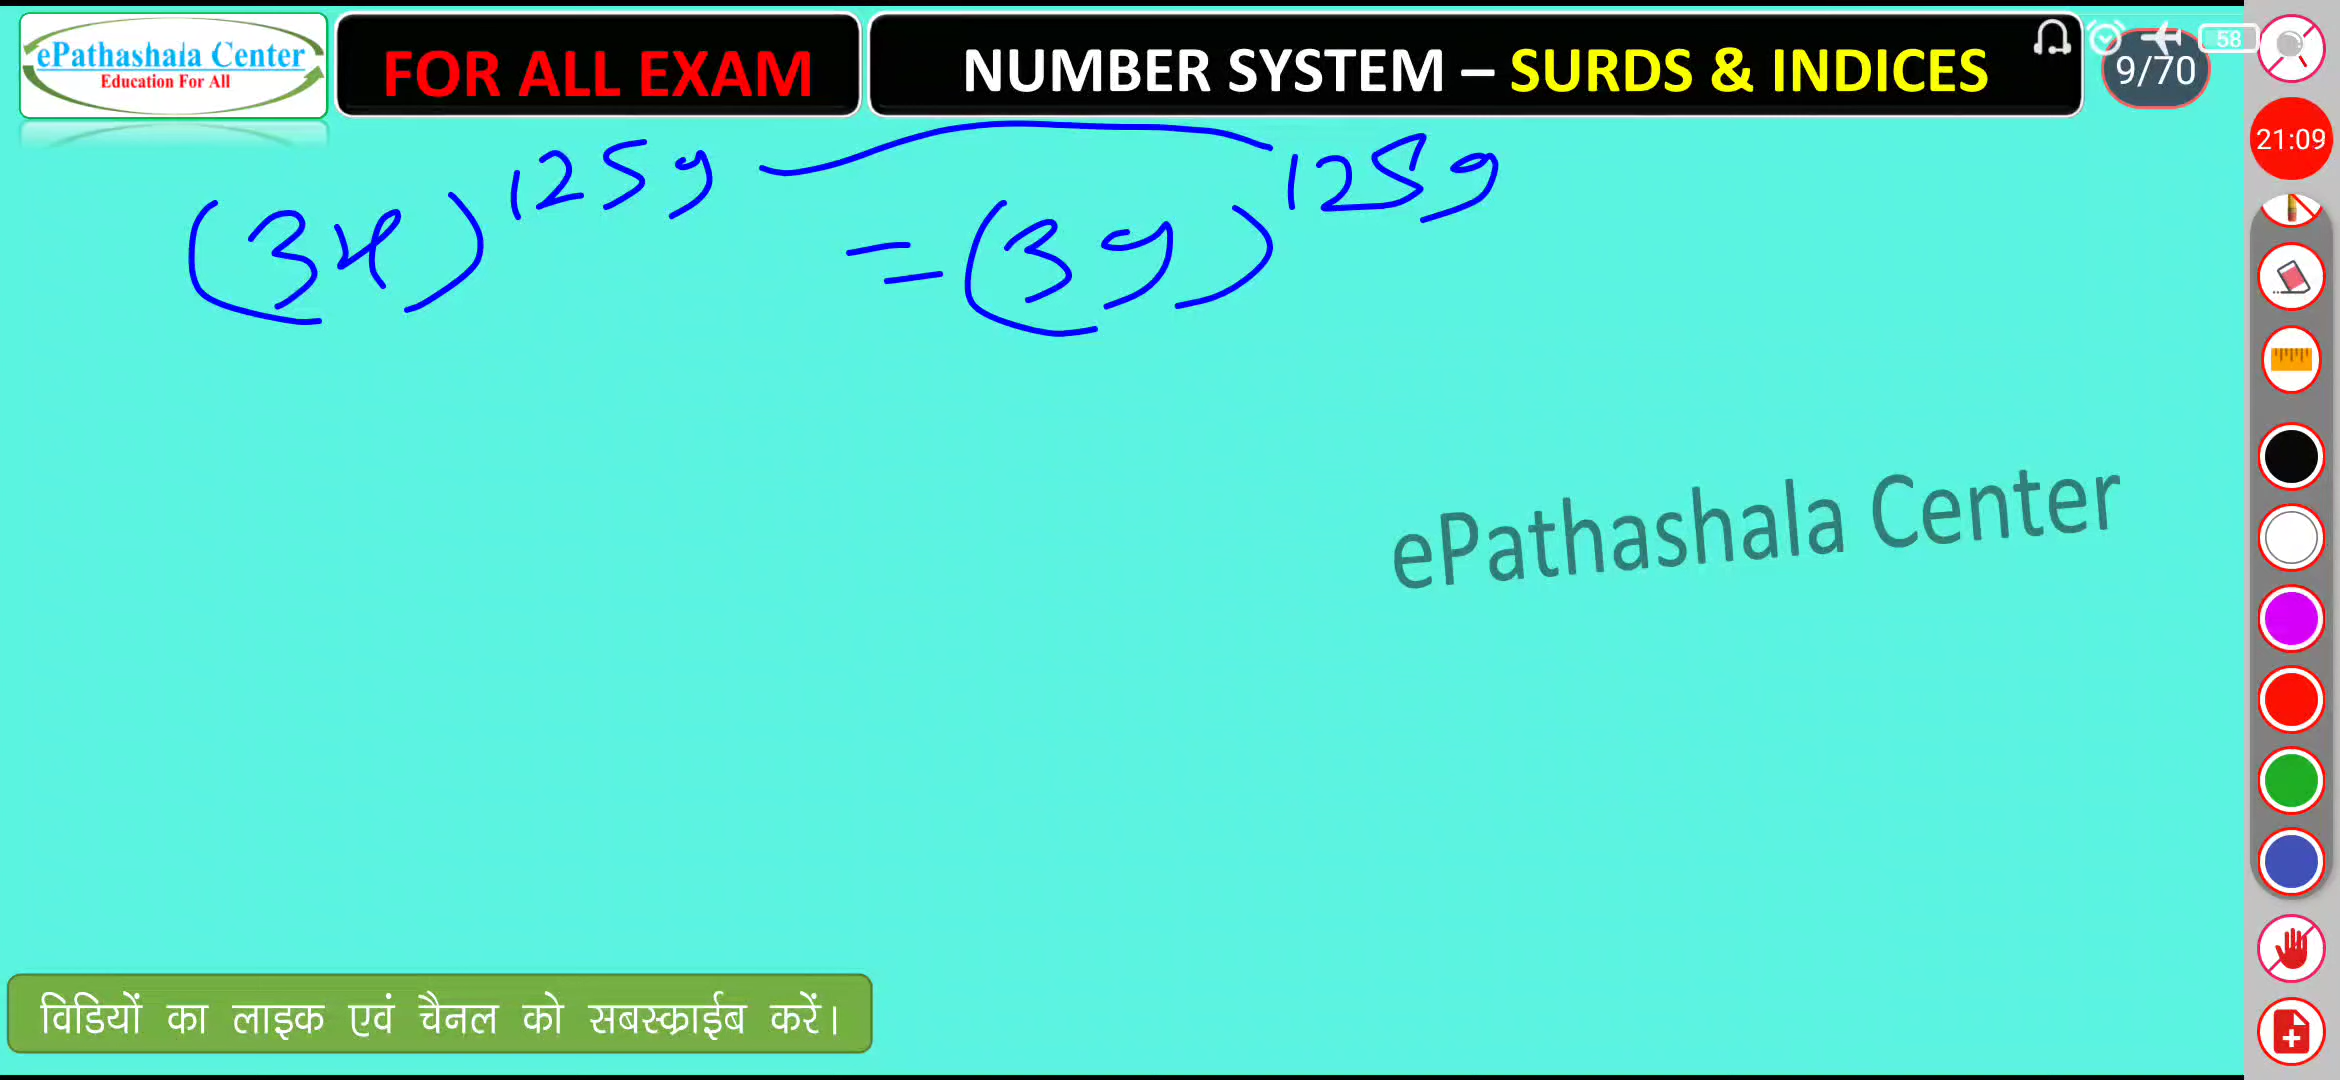 ePathashala Center
Education For All
FOR ALL EXAM
NUMBER SYSTEM – SURDS & INDICES
9/70
58
21:09
(34)^1259 = (39)^1259
ePathashala Center
विडियों का लाइक एवं चैनल को सबस्क्राईब करें।